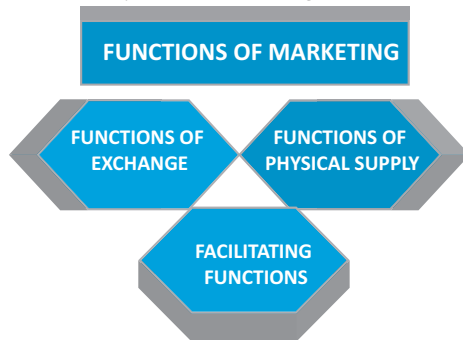 FUNCTIONS OF MARKETING
FUNCTIONS OF
EXCHANGE
FUNCTIONS OF
PHYSICAL SUPPLY
FACILITATING
FUNCTIONS